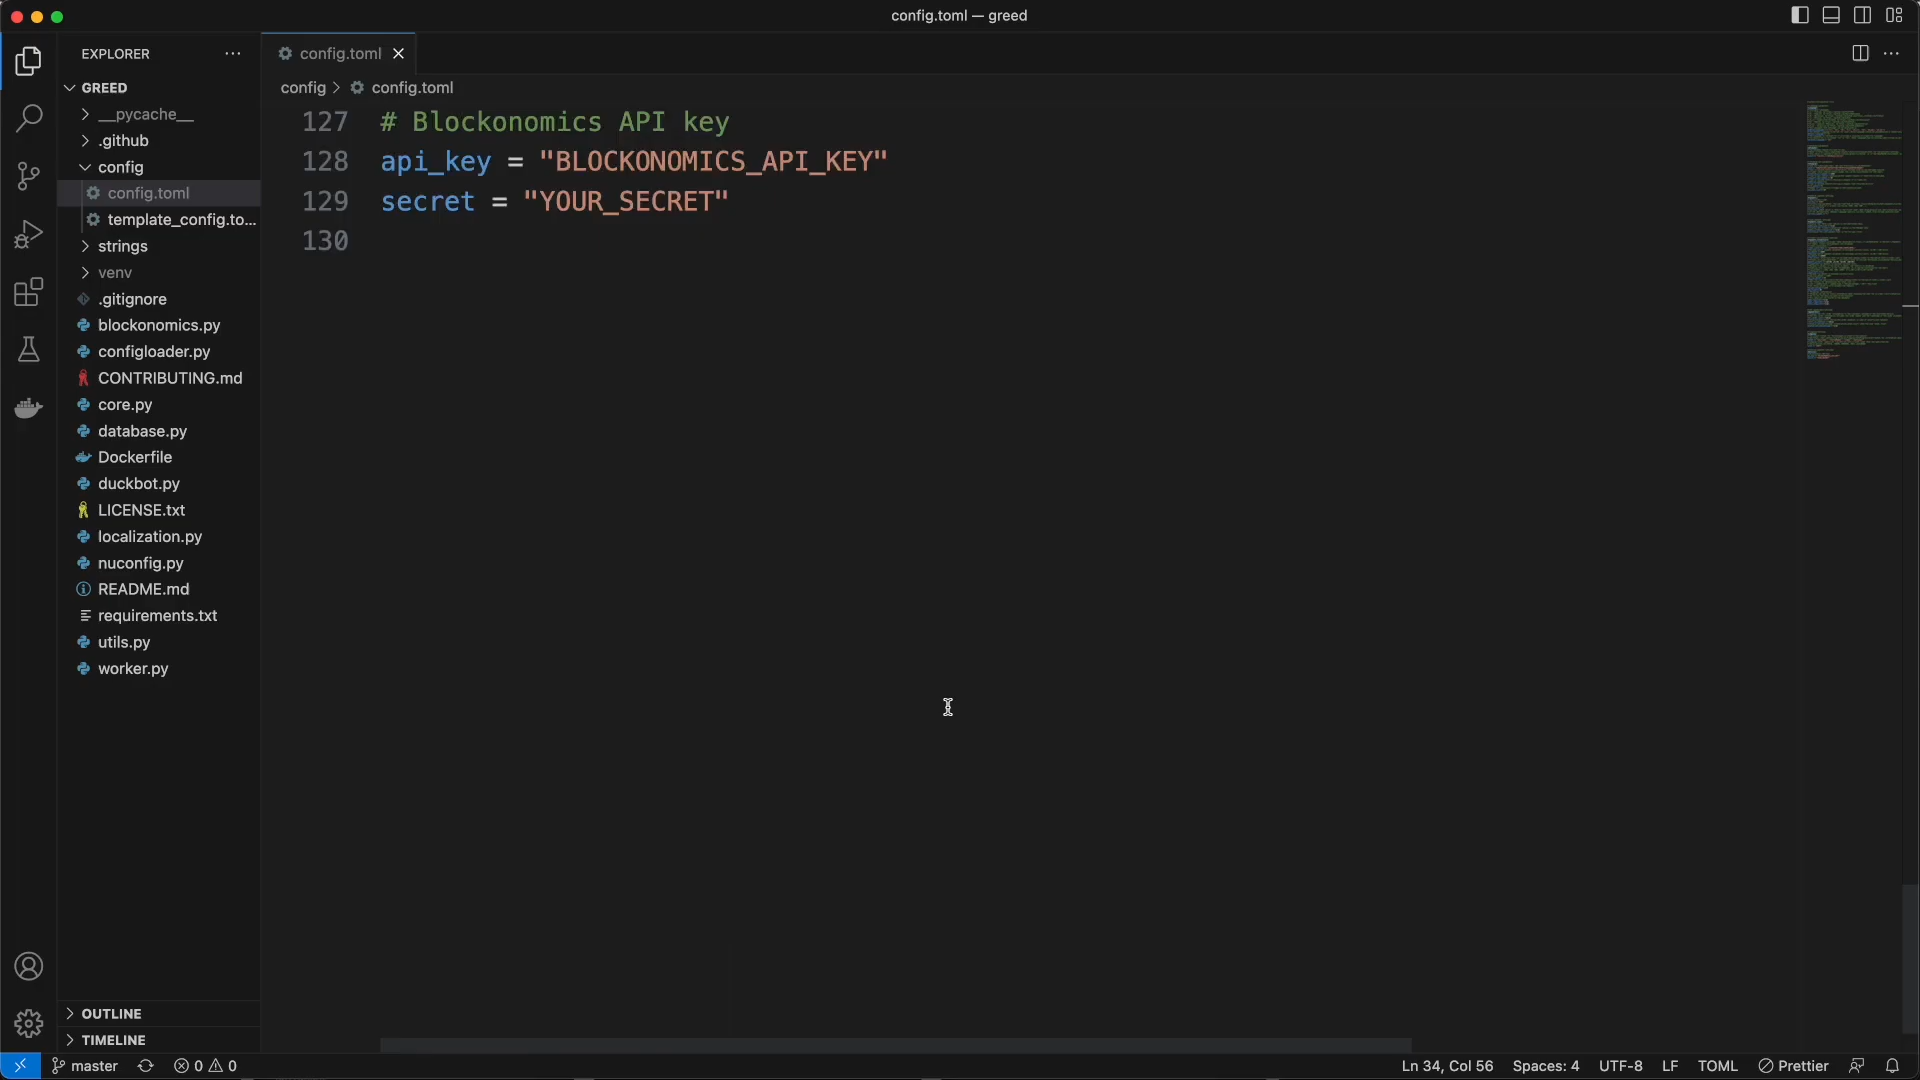 config.toml — greed
EXPLORER
config.toml
GREED
config > config.toml
__pycache__
.github
config
config.toml
template_config.to...
strings
venv
.gitignore
blockonomics.py
configloader.py
CONTRIBUTING.md
core.py
database.py
Dockerfile
duckbot.py
LICENSE.txt
localization.py
nuconfig.py
README.md
requirements.txt
utils.py
worker.py
OUTLINE
TIMELINE
127 # Blockonomics API key
128 api_key = "BLOCKONOMICS_API_KEY"
129 secret = "YOUR_SECRET"
130
master 0 0 Ln 34, Col 56 Spaces: 4 UTF-8 LF TOML Prettier